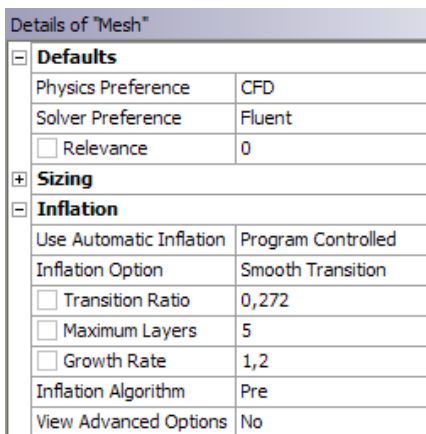 Details of "Mesh"
Defaults
Physics Preference CFD
Solver Preference Fluent
Relevance 0
Sizing
Inflation
Use Automatic Inflation Program Controlled
Inflation Option Smooth Transition
Transition Ratio 0,272
Maximum Layers 5
Growth Rate 1,2
Inflation Algorithm Pre
View Advanced Options No